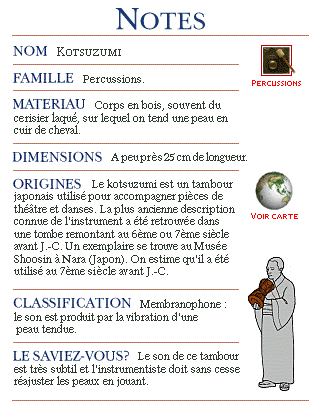 NOTES
NOM KOTSUZUMI
FAMILLE Percussions.
PERCUSSIONS
MATERIAU Corps en bois, souvent du
cerisier laqué, sur lequel on tend une peau en
cuir de cheval.
DIMENSIONS A peu près 25 cm de longueur.
ORIGINES Le kotsuzumi est un tambour
japonais utilisé pour accompagner pièces de
théâtre et danses. La plus ancienne description
connue de l'instrument a été retrouvée dans
une tombe remontant au 6ème ou 7ème siècle
avant J.-C. Un exemplaire se trouve au Musée
Shoosin à Nara (Japon). On estime qu'il a été
utilisé au 7ème siècle avant J.-C.
VOIR CARTE
CLASSIFICATION Membranophone :
le son est produit par la vibration d'une
peau tendue.
LE SAVIEZ-VOUS? Le son de ce tambour
est très subtil et l'instrumentiste doit sans cesse
réajuster les peaux en jouant.